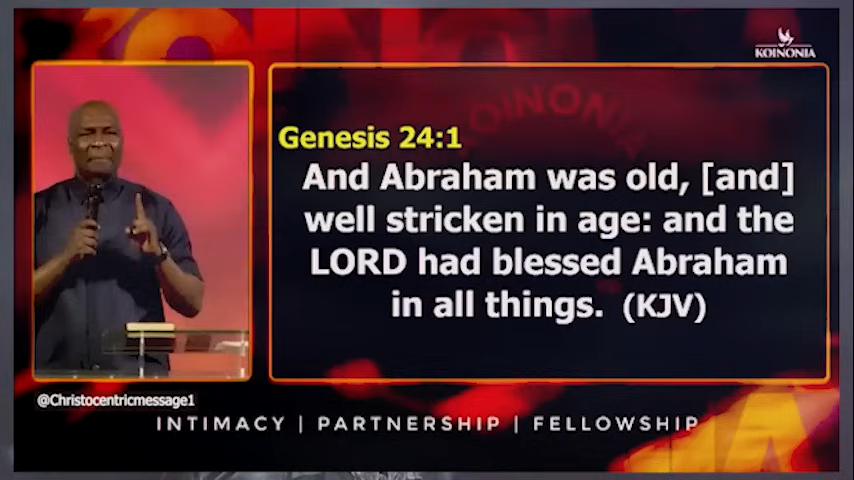 KOINONIA
KOINONIA
Genesis 24:1
And Abraham was old, [and]
well stricken in age: and the
LORD had blessed Abraham
in all things. (KJV)
@Christocentricmessage1
INTIMACY | PARTNERSHIP | FELLOWSHIP